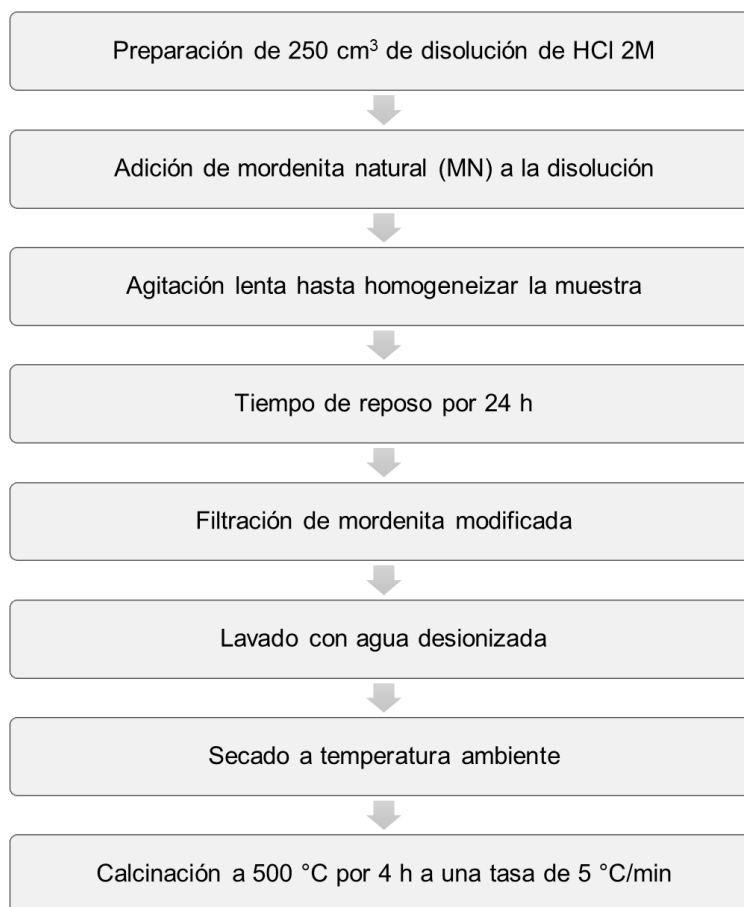 Preparación de 250 cm³ de disolución de HCl 2M
Adición de mordenita natural (MN) a la disolución
Agitación lenta hasta homogeneizar la muestra
Tiempo de reposo por 24 h
Filtración de mordenita modificada
Lavado con agua desionizada
Secado a temperatura ambiente
Calcinación a 500 °C por 4 h a una tasa de 5 °C/min